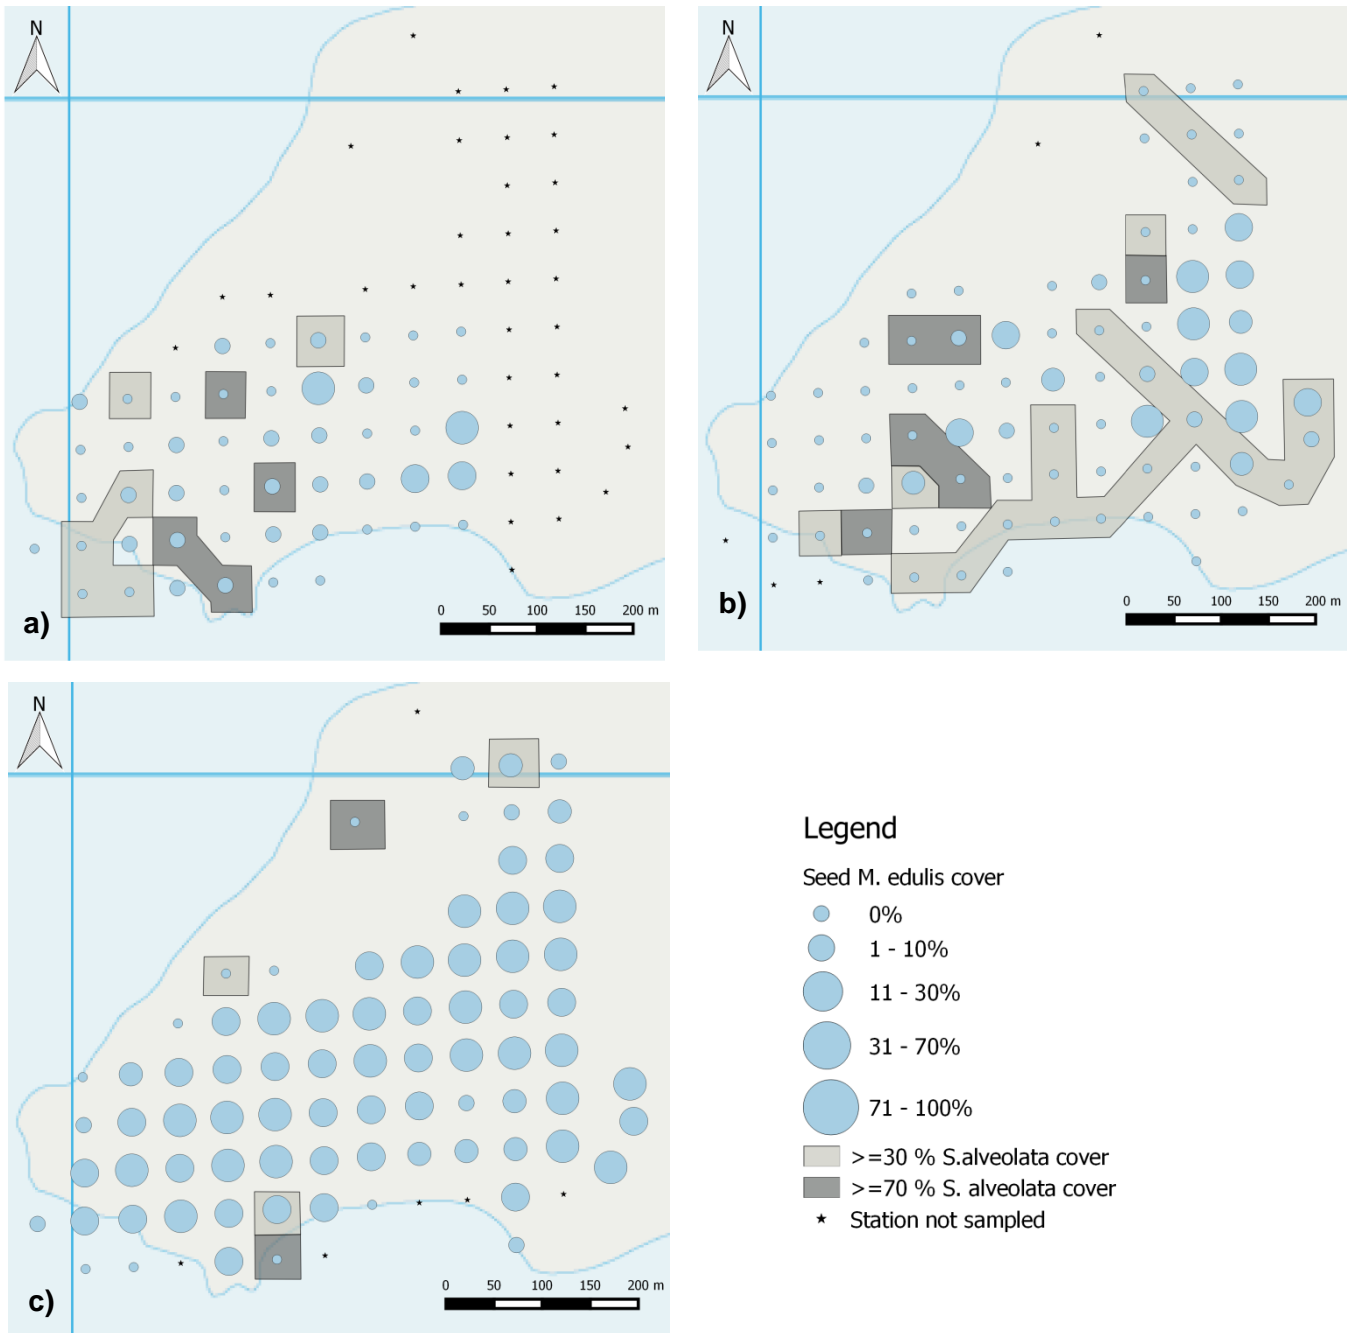 N
a)
0 50 100 150 200 m
N
b)
0 50 100 150 200 m
N
c)
0 50 100 150 200 m
Legend
Seed M. edulis cover
0%
1 - 10%
11 - 30%
31 - 70%
71 - 100%
>=30 % S.alveolata cover
>=70 % S. alveolata cover
Station not sampled